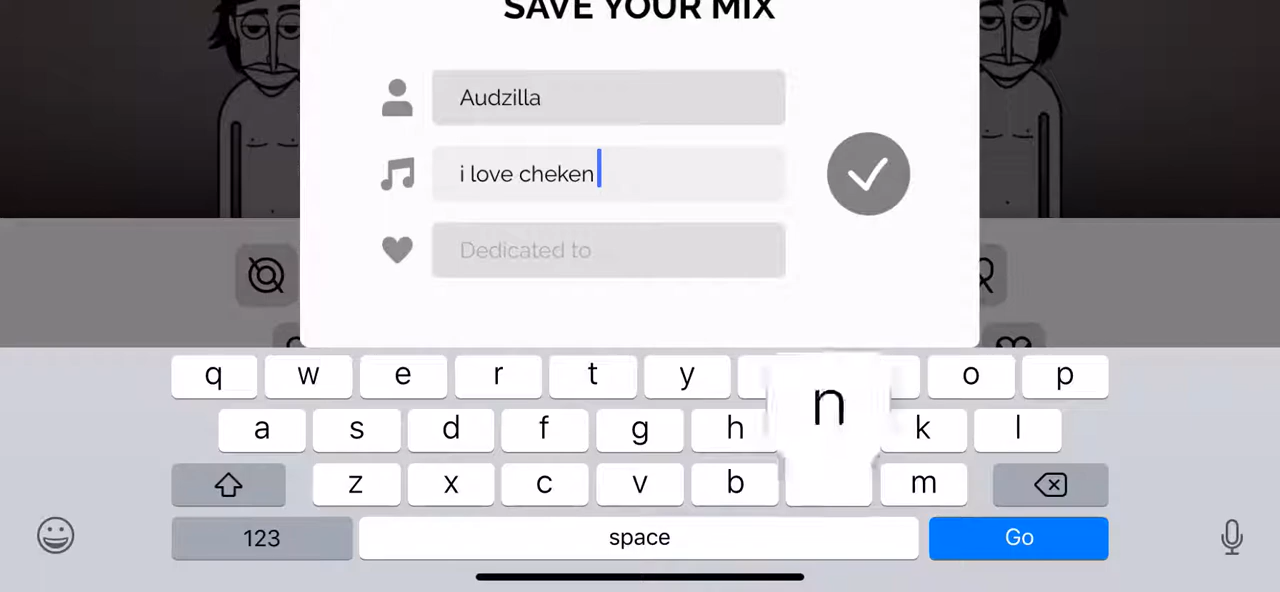 SAVE YOUR MIX
Audzilla
i love cheken
Dedicated to
q w e r t y o p
a s d f g h k l
z x c v b n m
123 space Go